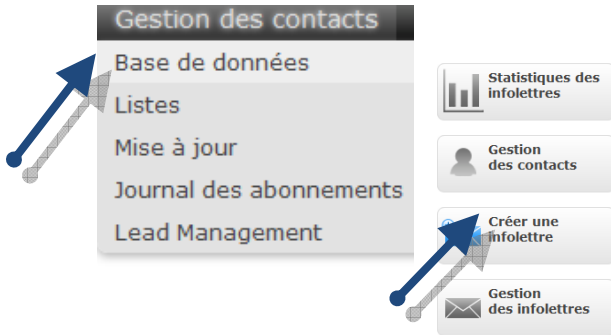 Gestion des contacts
Base de données
Listes
Mise à jour
Journal des abonnements
Lead Management
Statistiques des
infolettres
Gestion
des contacts
Créer une
infolettre
Gestion
des infolettres